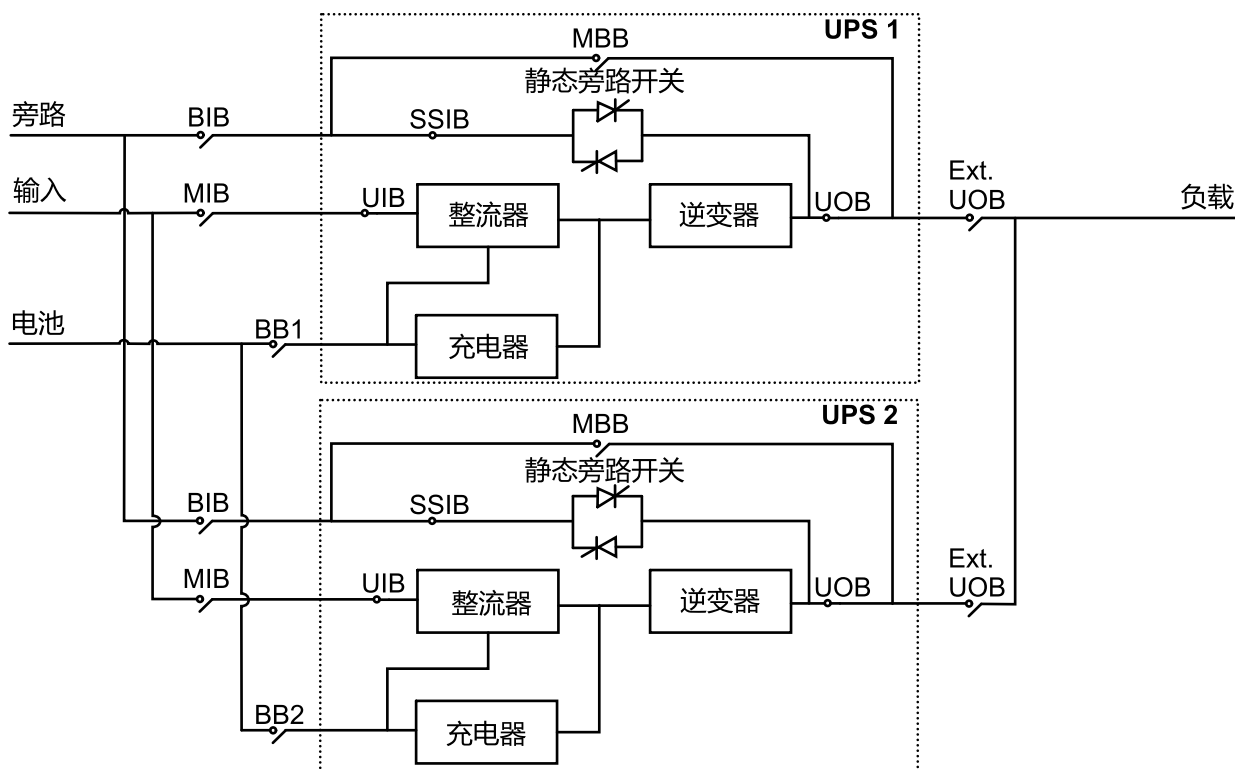 UPS 1
MBB
静态旁路开关
旁路
BIB
SSIB
输入
MIB
UIB
整流器
逆变器
UOB
Ext.
UOB
负载
电池
BB1
充电器
UPS 2
MBB
静态旁路开关
BIB
SSIB
MIB
UIB
整流器
逆变器
UOB
Ext.
UOB
BB2
充电器